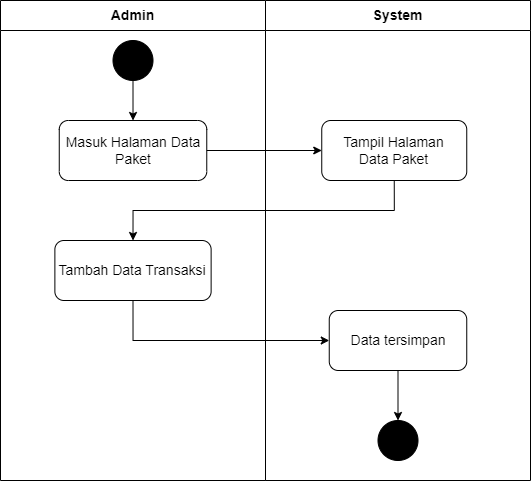 Admin
System
Masuk Halaman Data
Paket
Tampil Halaman
Data Paket
Tambah Data Transaksi
Data tersimpan